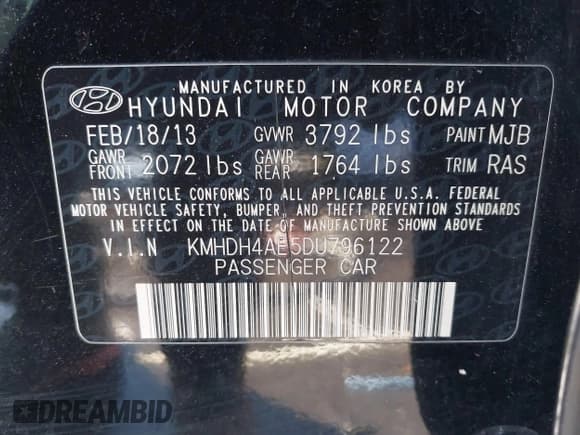 MANUFACTURED IN KOREA BY
HYUNDAI MOTOR COMPANY
FEB/18/13 GVWR 3792 lbs PAINT MJB
GAWR FRONT 2072 lbs GAWR REAR 1764 lbs TRIM RAS
THIS VEHICLE CONFORMS TO ALL APPLICABLE U.S.A. FEDERAL
MOTOR VEHICLE SAFETY, BUMPER, AND THEFT PREVENTION STANDARDS
IN EFFECT ON THE DATE OF MANUFACTURE SHOWN ABOVE
V.I.N KMHDH4AE5DU796122
PASSENGER CAR
DREAMBID